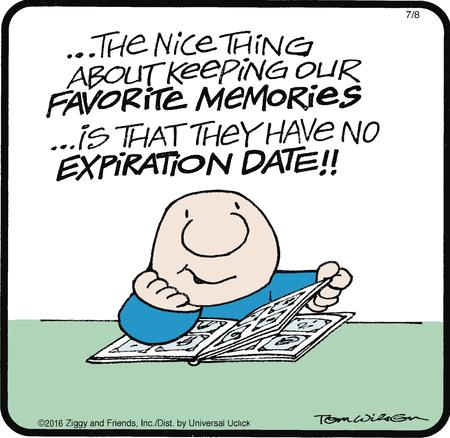 7/8
...THE NICE THING
ABOUT KEEPING OUR
FAVORITE MEMORIES
...iS THAT THEY HAVE NO
EXPIRATION DATE!!
©2016 Ziggy and Friends, Inc./Dist. by Universal Uclick
Tom Wilson